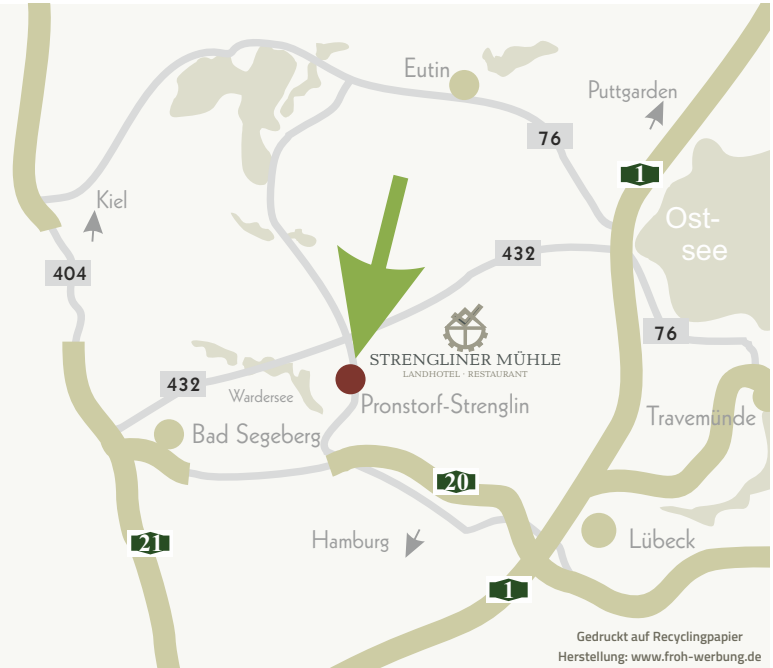 Eutin
Puttgarden
76
1
Kiel
Ost-
see
432
404
76
STRENGLINER MÜHLE
LANDHOTEL · RESTAURANT
432
Wardersee
Pronstorf-Strenglin
Travemünde
Bad Segeberg
20
21
Hamburg
Lübeck
1
Gedruckt auf Recyclingpapier
Herstellung: www.froh-werbung.de